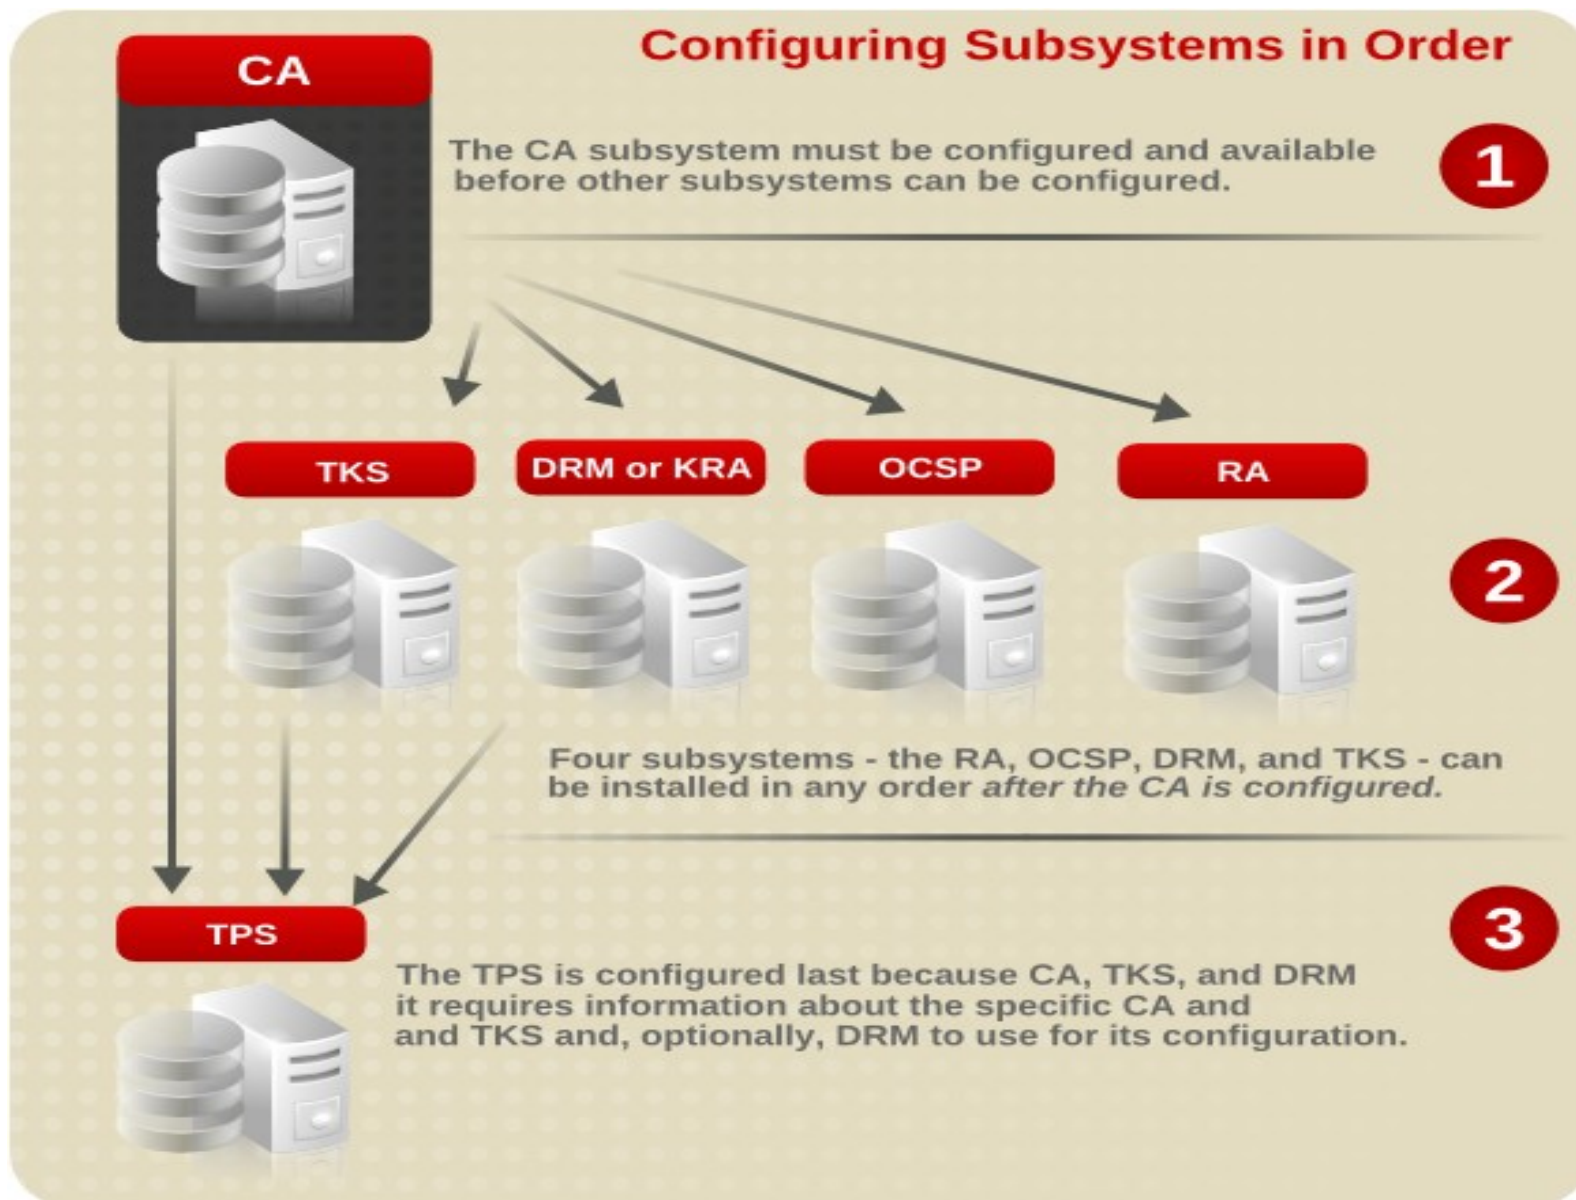 Configuring Subsystems in Order
CA
The CA subsystem must be configured and available
before other subsystems can be configured.
1
TKS
DRM or KRA
OCSP
RA
2
Four subsystems - the RA, OCSP, DRM, and TKS - can
be installed in any order after the CA is configured.
3
TPS
The TPS is configured last because CA, TKS, and DRM
it requires information about the specific CA and
and TKS and, optionally, DRM to use for its configuration.